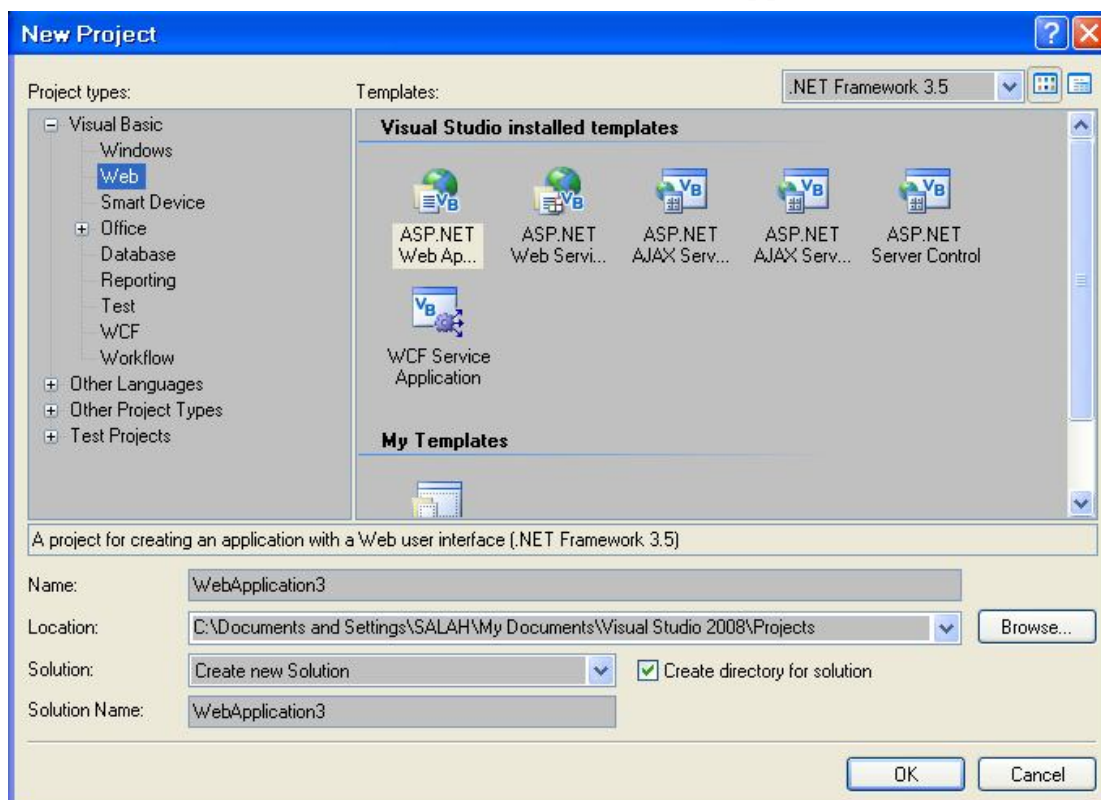 New Project
Project types:
Templates:
.NET Framework 3.5
Visual Basic
Windows
Web
Smart Device
Office
Database
Reporting
Test
WCF
Workflow
Other Languages
Other Project Types
Test Projects
Visual Studio installed templates
ASP.NET Web Ap...
ASP.NET Web Servi...
ASP.NET AJAX Serv...
ASP.NET AJAX Serv...
ASP.NET Server Control
WCF Service Application
My Templates
A project for creating an application with a Web user interface (.NET Framework 3.5)
Name: WebApplication3
Location: C:\Documents and Settings\SALAH\My Documents\Visual Studio 2008\Projects Browse...
Solution: Create new Solution Create directory for solution
Solution Name: WebApplication3
OK Cancel